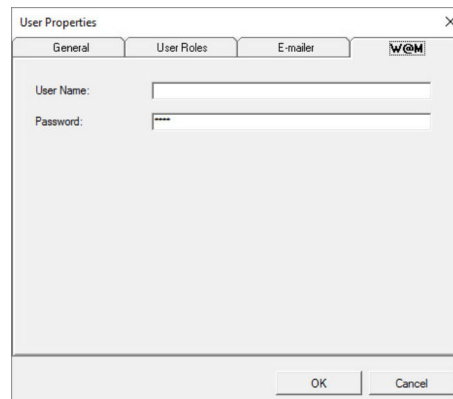 User Properties
General User Roles E-mailer W@M
User Name:
Password: ****
OK Cancel